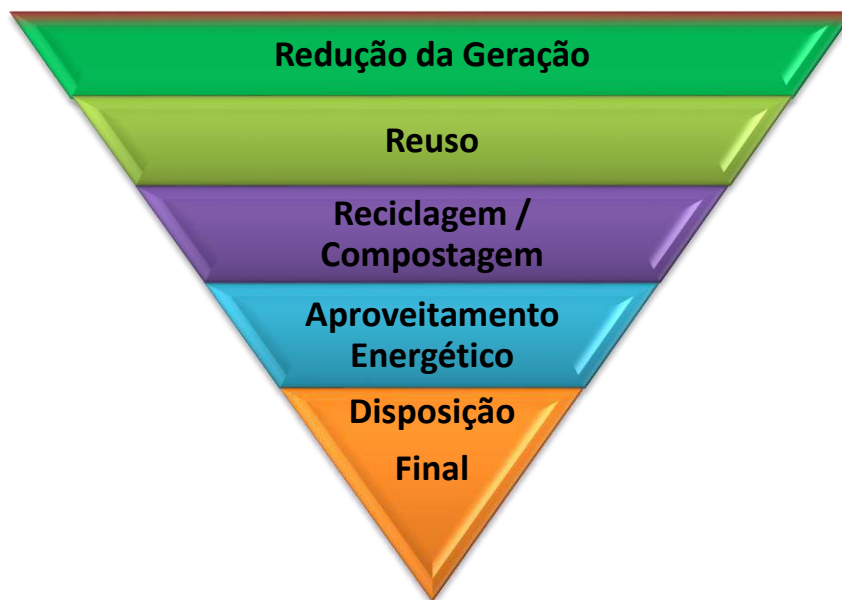 Redução da Geração
Reuso
Reciclagem /
Compostagem
Aproveitamento
Energético
Disposição
Final